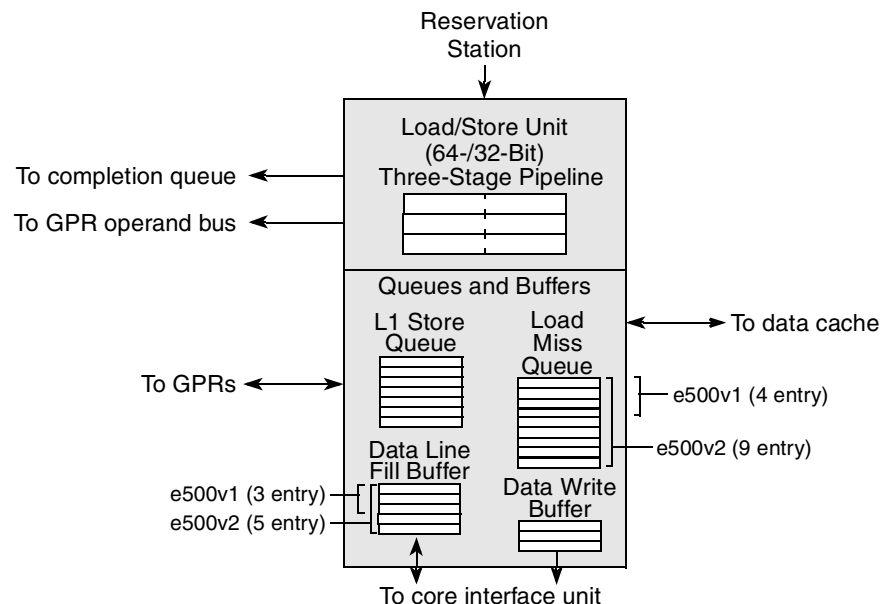 Reservation
Station
Load/Store Unit
(64-/32-Bit)
Three-Stage Pipeline
To completion queue
To GPR operand bus
Queues and Buffers
L1 Store
Queue
Load
Miss
Queue
To data cache
To GPRs
e500v1 (4 entry)
e500v2 (9 entry)
Data Line
Fill Buffer
e500v1 (3 entry)
e500v2 (5 entry)
Data Write
Buffer
To core interface unit